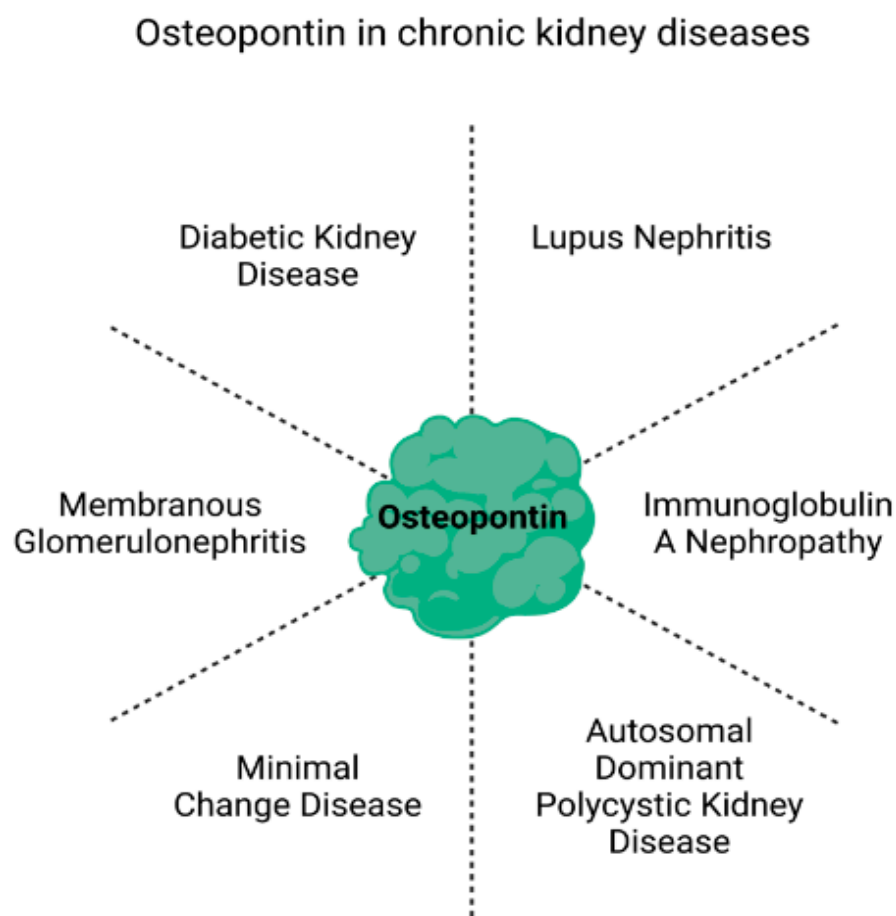 Osteopontin in chronic kidney diseases
Diabetic Kidney
Disease
Lupus Nephritis
Membranous
Glomerulonephritis
Osteopontin
Immunoglobulin
A Nephropathy
Minimal
Change Disease
Autosomal
Dominant
Polycystic Kidney
Disease